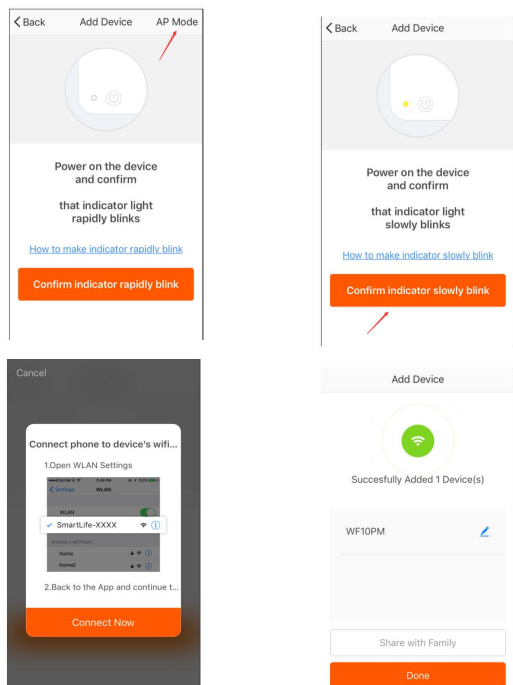 Back Add Device AP Mode
Power on the device
and confirm
that indicator light
rapidly blinks
How to make indicator rapidly blink
Confirm indicator rapidly blink
Back Add Device
Power on the device
and confirm
that indicator light
slowly blinks
How to make indicator slowly blink
Confirm indicator slowly blink
Cancel
Connect phone to device's wifi...
1.Open WLAN Settings
Settings WLAN
WLAN
SmartLife-XXXX
home
home2
2.Back to the App and continue t...
Connect Now
Add Device
Succesfully Added 1 Device(s)
WF10PM
Share with Family
Done